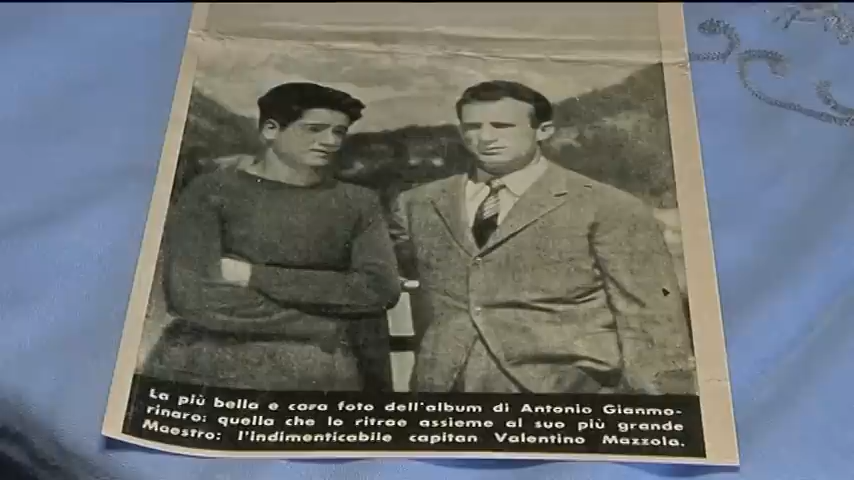 La più bella e cara foto dell'album di Antonio Gianmo-
rinaro: quella che lo ritrae assieme al suo più grande
Maestro: l'indimenticabile capitan Valentino Mazzola.